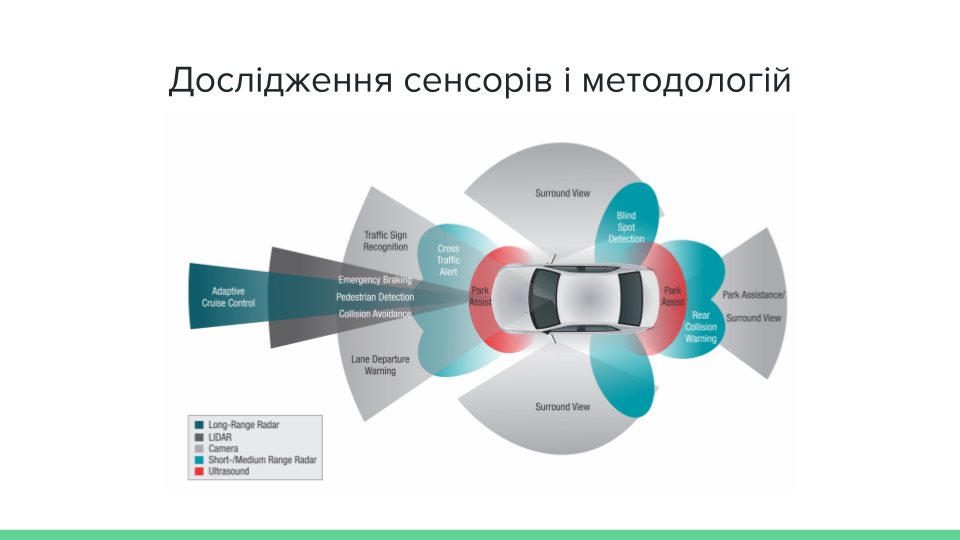 Дослідження сенсорів і методологій
Surround View
Blind
Spot
Detection
Traffic Sign
Recognition
Cross
Traffic
Alert
Adaptive
Cruise Control
Emergency Braking
Pedestrian Detection
Collision Avoidance
Park
Assist
Park
Assist
Park Assistance/
Surround View
Rear
Collision
Warning
Lane Departure
Warning
Surround View
Long-Range Radar
LIDAR
Camera
Short-/Medium Range Radar
Ultrasound